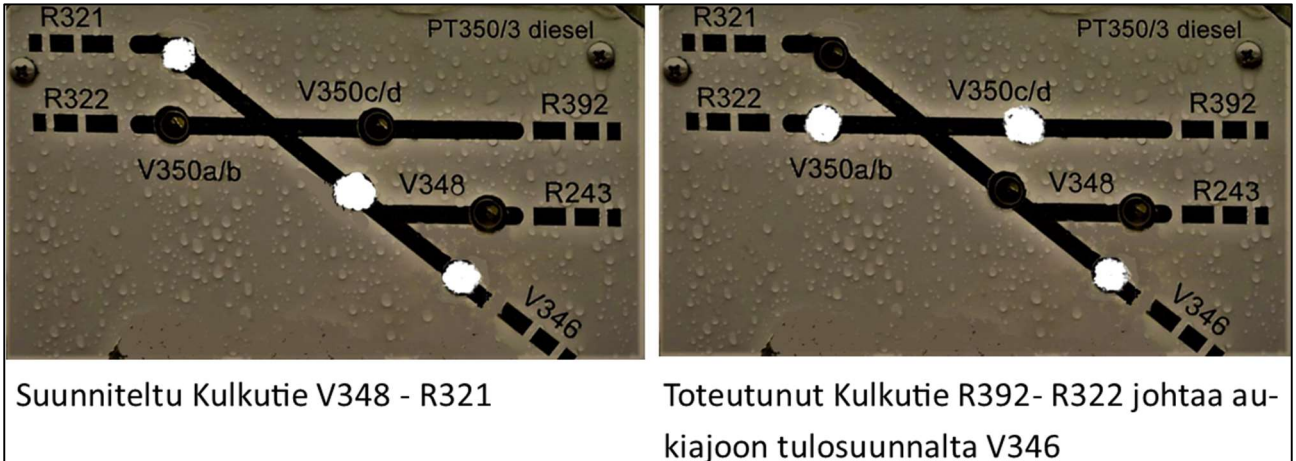 R321
PT350/3 diesel
V350c/d
R322
R392
V350a/b
V348
R243
V346
Suunniteltu Kulkutie V348 - R321
R321
PT350/3 diesel
V350c/d
R322
R392
V350a/b
V348
R243
V346
Toteutunut Kulkutie R392- R322 johtaa au-
kiajoon tulosuunnalta V346